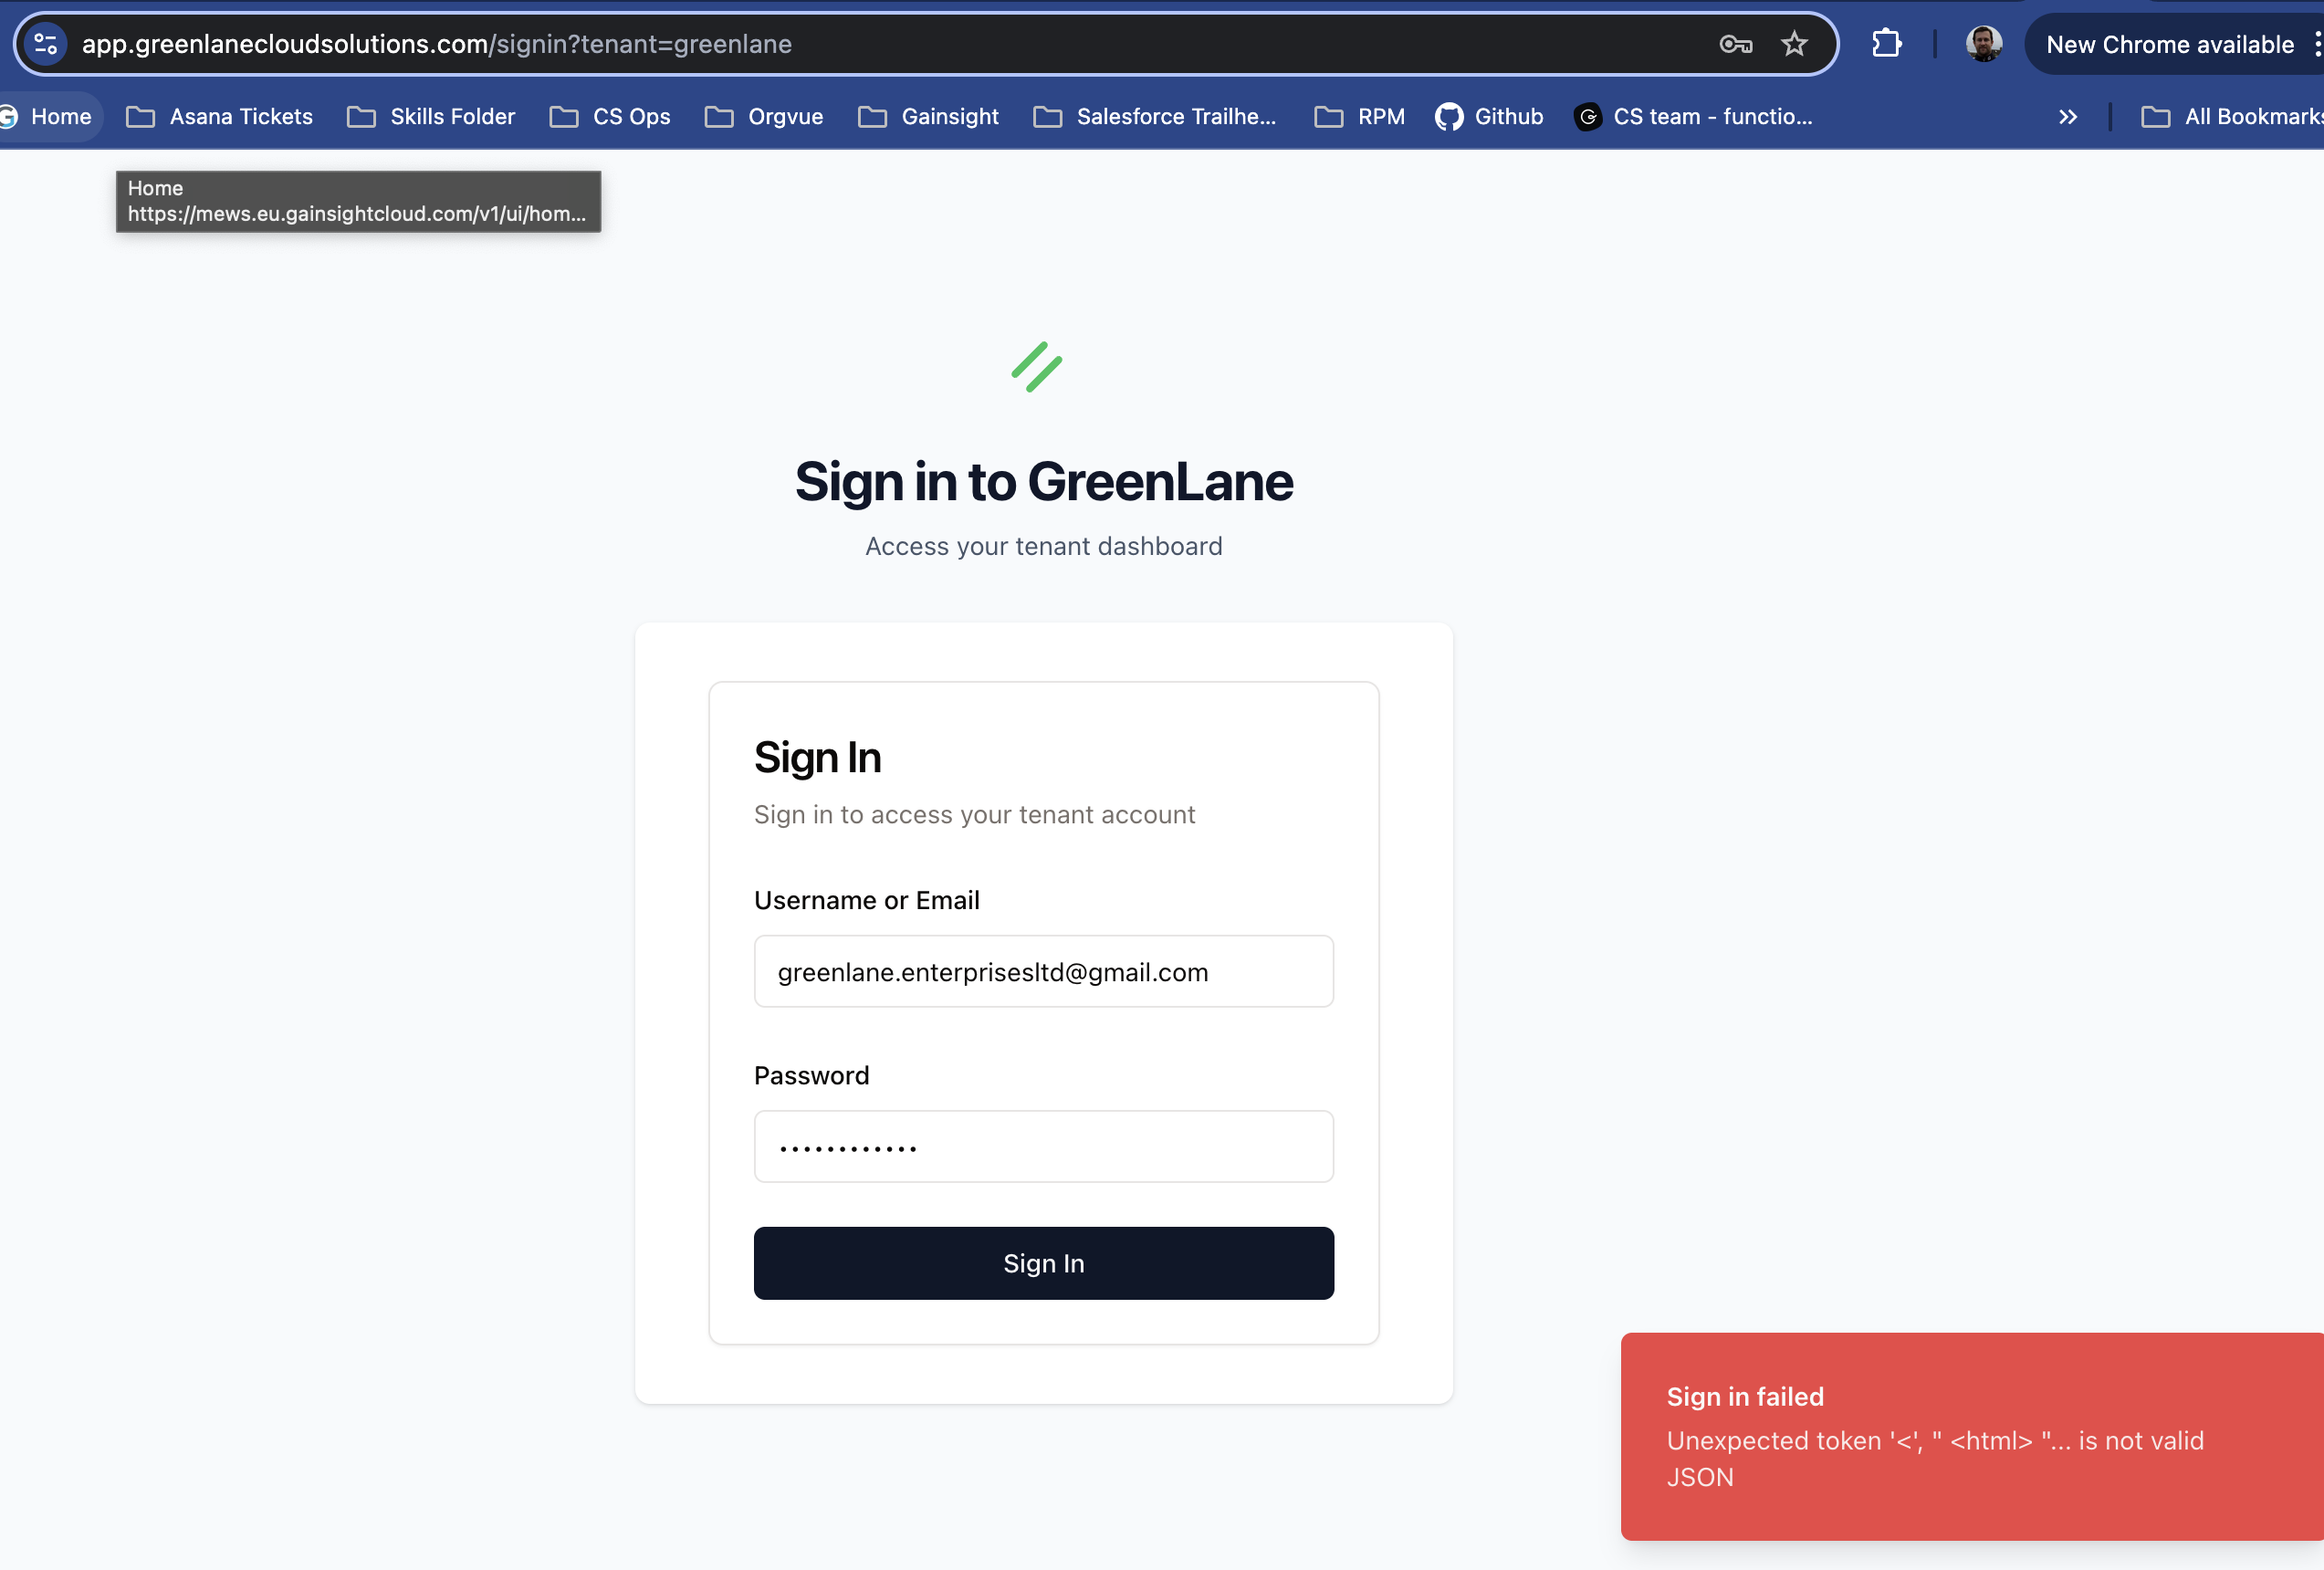 app.greenlanecloudsolutions.com/signin?tenant=greenlane
New Chrome available
Home
Asana Tickets
Skills Folder
CS Ops
Orgvue
Gainsight
Salesforce Trailhe...
RPM
Github
CS team - functio...
All Bookmarks
Home
https://mews.eu.gainsightcloud.com/v1/ui/hom...
Sign in to GreenLane
Access your tenant dashboard
Sign In
Sign in to access your tenant account
Username or Email
greenlane.enterprisesltd@gmail.com
Password
Sign In
Sign in failed
Unexpected token '<', " <html> "... is not valid
JSON